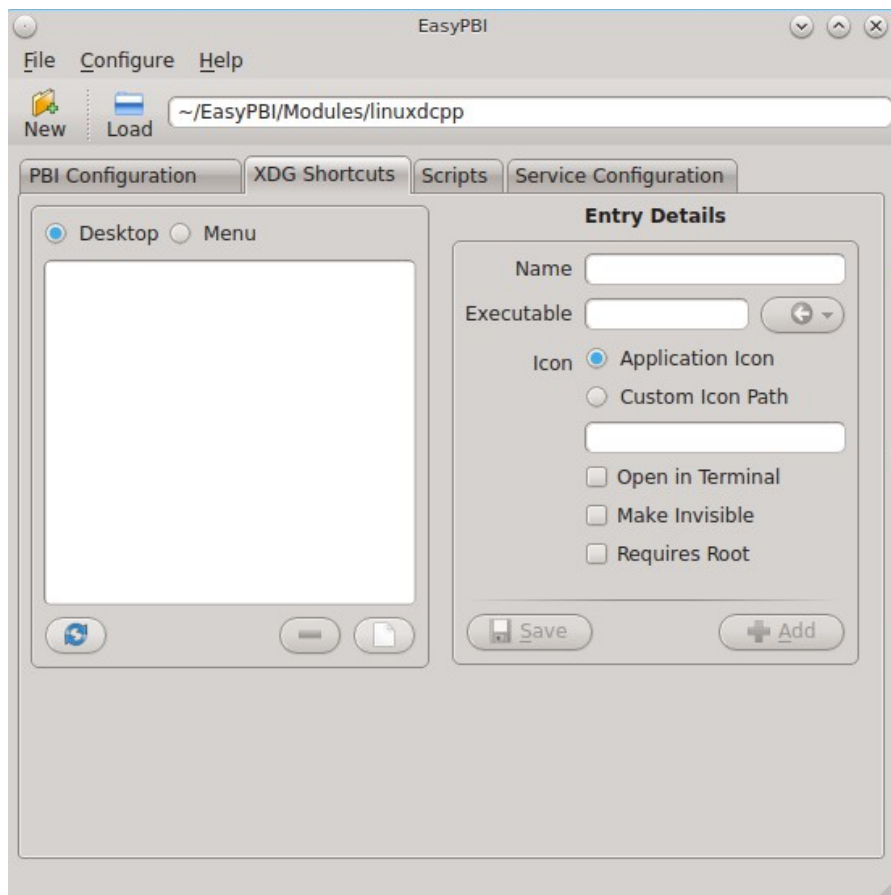 EasyPBI
File Configure Help
New Load ~/EasyPBI/Modules/linuxdcpp
PBI Configuration XDG Shortcuts Scripts Service Configuration
Desktop Menu
Entry Details
Name
Executable
Icon Application Icon
Custom Icon Path
Open in Terminal
Make Invisible
Requires Root
Save Add